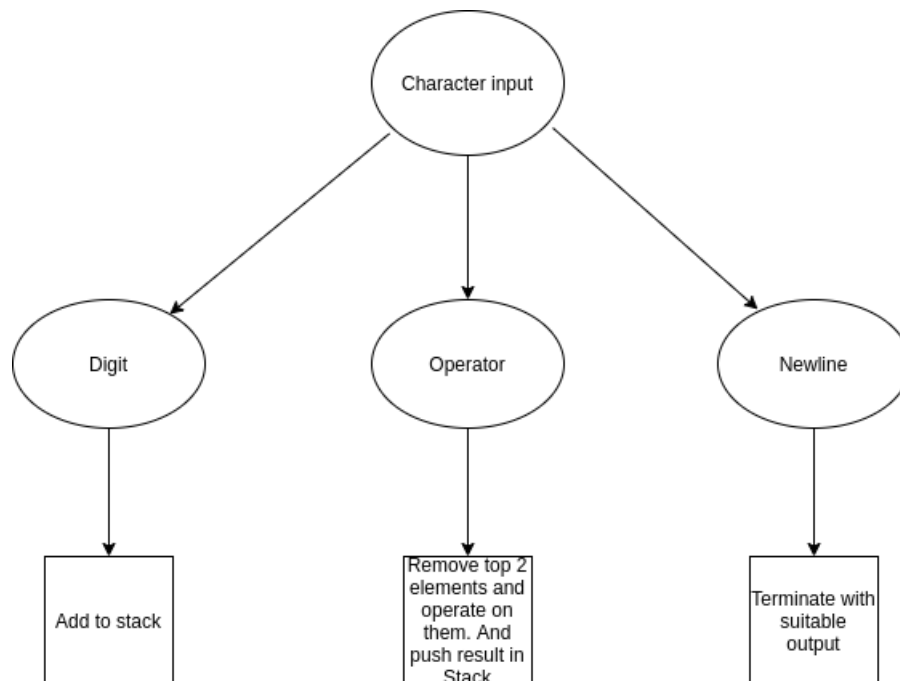 Character input
Digit
Operator
Newline
Add to stack
Remove top 2
elements and
operate on
them. And
push result in
Stack
Terminate with
suitable
output